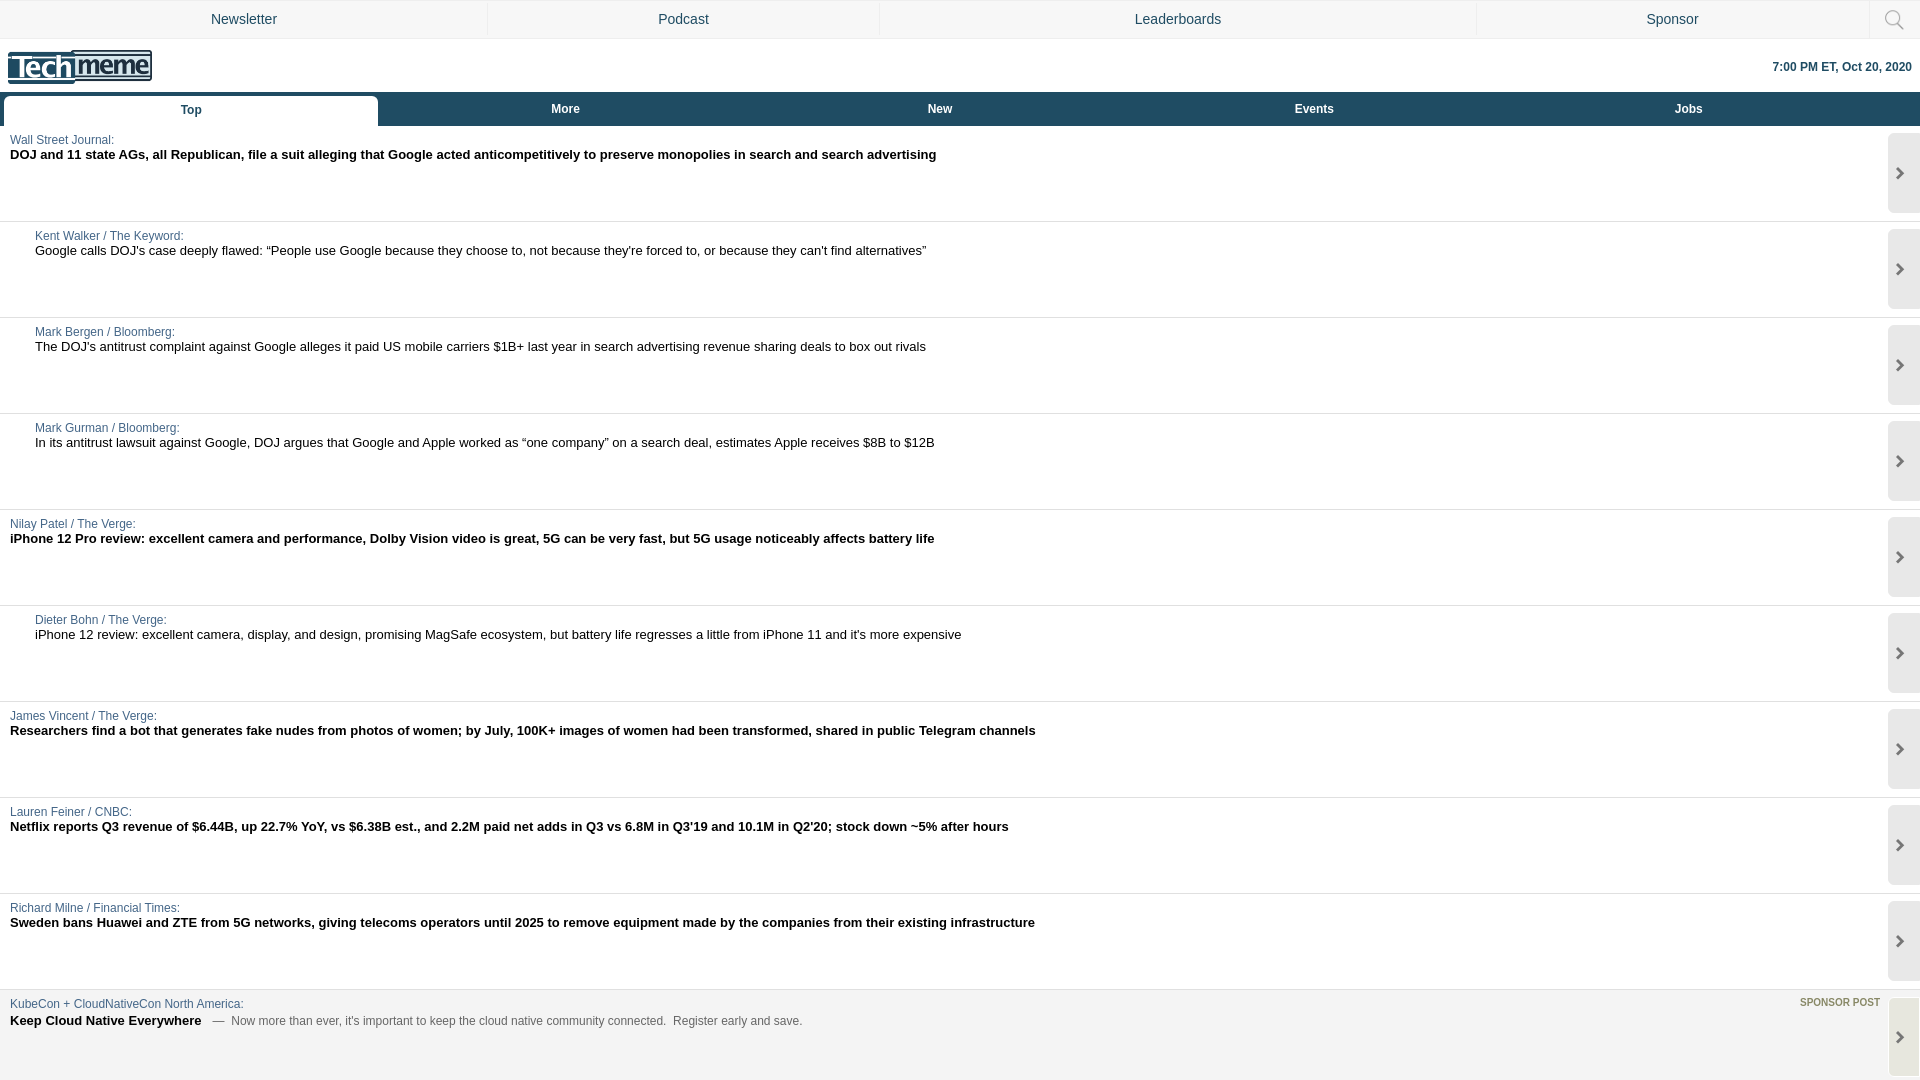 Newsletter
Podcast
Leaderboards
Sponsor
Techmeme
7:00 PM ET, Oct 20, 2020
Top
More
New
Events
Jobs
Wall Street Journal:
DOJ and 11 state AGs, all Republican, file a suit alleging that Google acted anticompetitively to preserve monopolies in search and search advertising
Kent Walker / The Keyword:
Google calls DOJ's case deeply flawed: “People use Google because they choose to, not because they're forced to, or because they can't find alternatives”
Mark Bergen / Bloomberg:
The DOJ's antitrust complaint against Google alleges it paid US mobile carriers $1B+ last year in search advertising revenue sharing deals to box out rivals
Mark Gurman / Bloomberg:
In its antitrust lawsuit against Google, DOJ argues that Google and Apple worked as “one company” on a search deal, estimates Apple receives $8B to $12B
Nilay Patel / The Verge:
iPhone 12 Pro review: excellent camera and performance, Dolby Vision video is great, 5G can be very fast, but 5G usage noticeably affects battery life
Dieter Bohn / The Verge:
iPhone 12 review: excellent camera, display, and design, promising MagSafe ecosystem, but battery life regresses a little from iPhone 11 and it's more expensive
James Vincent / The Verge:
Researchers find a bot that generates fake nudes from photos of women; by July, 100K+ images of women had been transformed, shared in public Telegram channels
Lauren Feiner / CNBC:
Netflix reports Q3 revenue of $6.44B, up 22.7% YoY, vs $6.38B est., and 2.2M paid net adds in Q3 vs 6.8M in Q3'19 and 10.1M in Q2'20; stock down ~5% after hours
Richard Milne / Financial Times:
Sweden bans Huawei and ZTE from 5G networks, giving telecoms operators until 2025 to remove equipment made by the companies from their existing infrastructure
KubeCon + CloudNativeCon North America:
SPONSOR POST
Keep Cloud Native Everywhere — Now more than ever, it's important to keep the cloud native community connected. Register early and save.